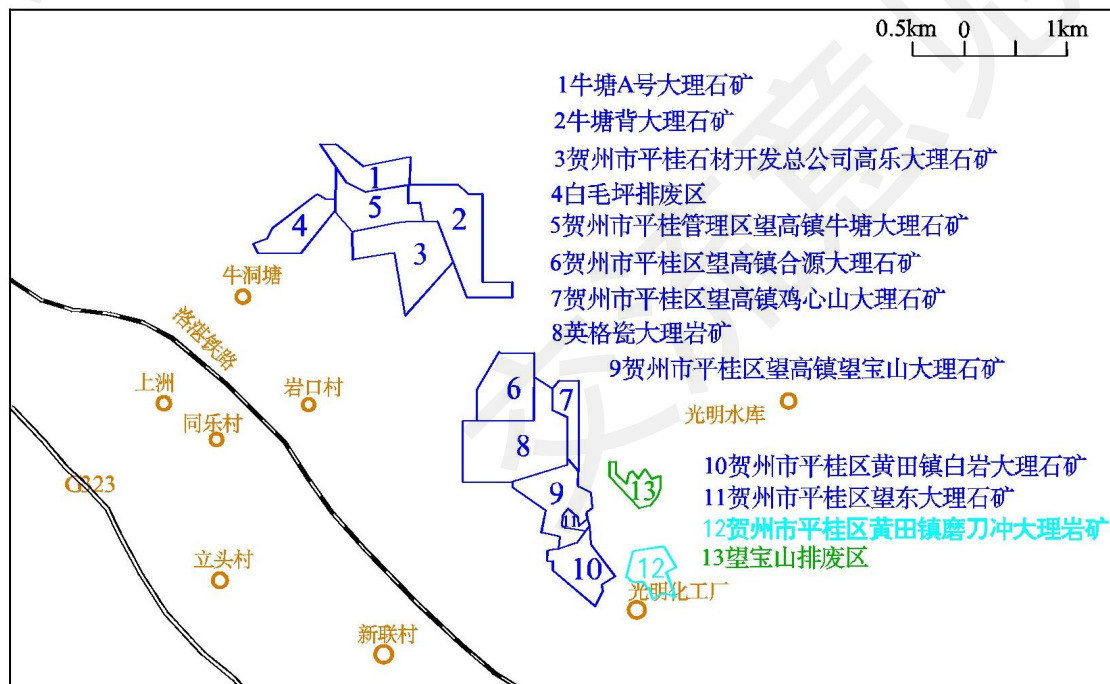 0.5km 0 1km
1牛塘A号大理石矿
2牛塘背大理石矿
3贺州市平桂石材开发总公司高乐大理石矿
4白毛坪排废区
5贺州市平桂管理区望高镇牛塘大理石矿
6贺州市平桂区望高镇合源大理石矿
7贺州市平桂区望高镇鸡心山大理石矿
8英格瓷大理岩矿
9贺州市平桂区望高镇望宝山大理石矿
10贺州市平桂区黄田镇白岩大理石矿
11贺州市平桂区望东大理石矿
12贺州市平桂区黄田镇磨刀冲大理岩矿
13望宝山排废区
1
5
2
4
3
牛洞塘
洛湛铁路
上洲
岩口村
同乐村
G323
立头村
新联村
6
7
8
9
11
10
13
12
光明水库
光明化工厂
意见